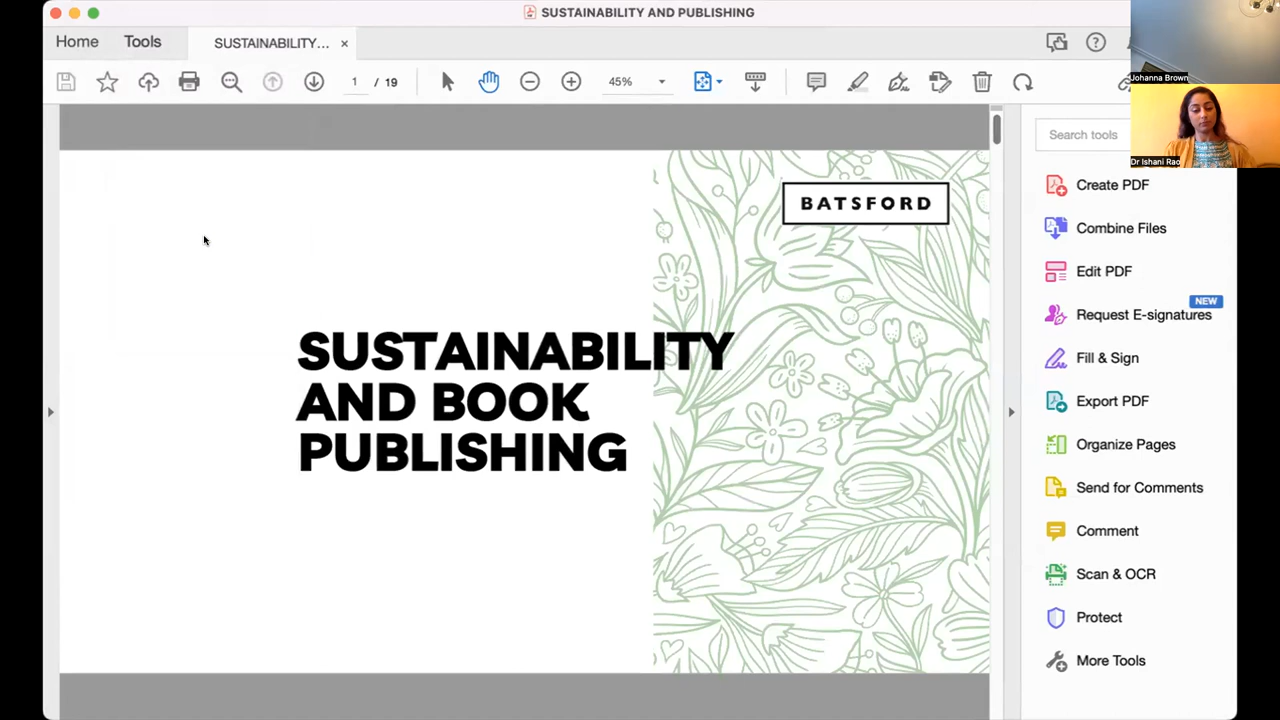 SUSTAINABILITY AND PUBLISHING
Home
Tools
SUSTAINABILITY...
1 / 19
45%
Johanna Brown
Dr Ishani Rao
Search tools
BATSFORD
SUSTAINABILITY
AND BOOK
PUBLISHING
Create PDF
Combine Files
Edit PDF
NEW
Request E-signatures
Fill & Sign
Export PDF
Organize Pages
Send for Comments
Comment
Scan & OCR
Protect
More Tools